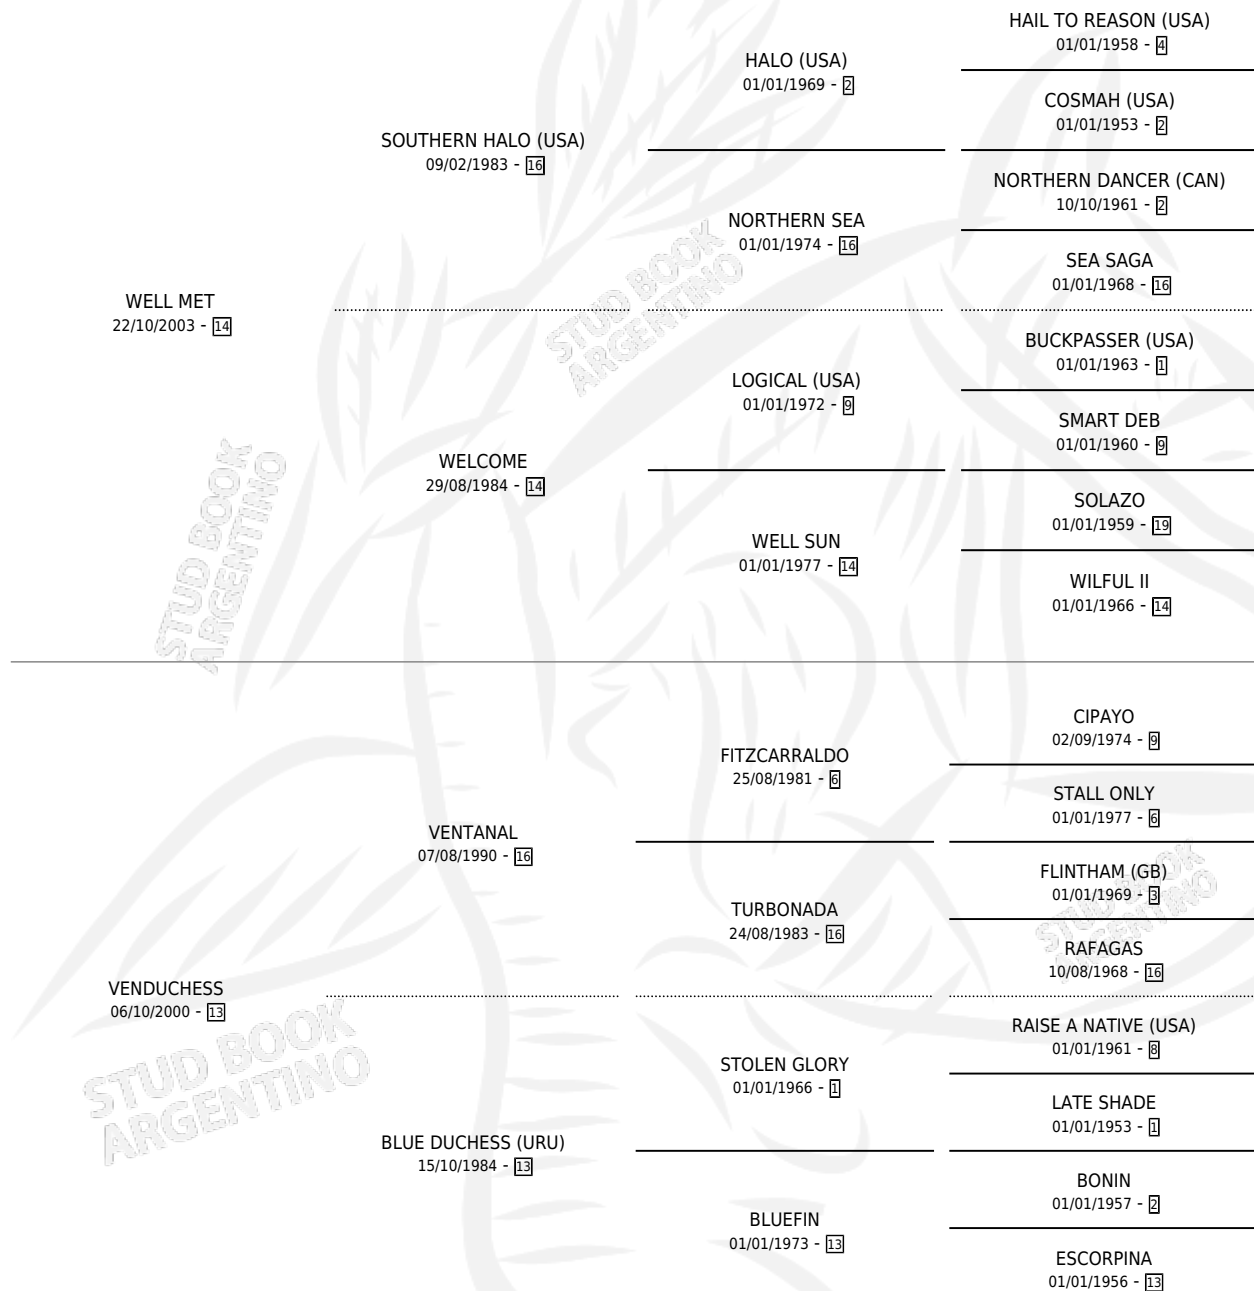 HAIL TO REASON (USA)
01/01/1958 - 4
HALO (USA)
01/01/1969 - 2
COSMAH (USA)
01/01/1953 - 2
SOUTHERN HALO (USA)
09/02/1983 - 16
NORTHERN DANCER (CAN)
10/10/1961 - 2
NORTHERN SEA
01/01/1974 - 16
SEA SAGA
01/01/1968 - 16
WELL MET
22/10/2003 - 14
STUD BOOK
ARGENTINO
BUCKPASSER (USA)
01/01/1963 - 1
LOGICAL (USA)
01/01/1972 - 9
SMART DEB
01/01/1960 - 9
WELCOME
29/08/1984 - 14
SOLAZO
01/01/1959 - 19
WELL SUN
01/01/1977 - 14
WILFUL II
01/01/1966 - 14
STUD BOOK
ARGENTINO
CIPAYO
02/09/1974 - 9
FITZCARRALDO
25/08/1981 - 6
STALL ONLY
01/01/1977 - 6
VENTANAL
07/08/1990 - 16
FLINTHAM (GB)
01/01/1969 - 3
TURBONADA
24/08/1983 - 16
STUD BOOK
ARGENTINO
RAFAGAS
10/08/1968 - 16
VENDUCHESS
06/10/2000 - 13
RAISE A NATIVE (USA)
01/01/1961 - 8
STOLEN GLORY
01/01/1966 - 1
STUD BOOK
ARGENTINO
LATE SHADE
01/01/1953 - 1
BLUE DUCHESS (URU)
15/10/1984 - 13
BONIN
01/01/1957 - 2
BLUEFIN
01/01/1973 - 13
ESCORPINA
01/01/1956 - 13